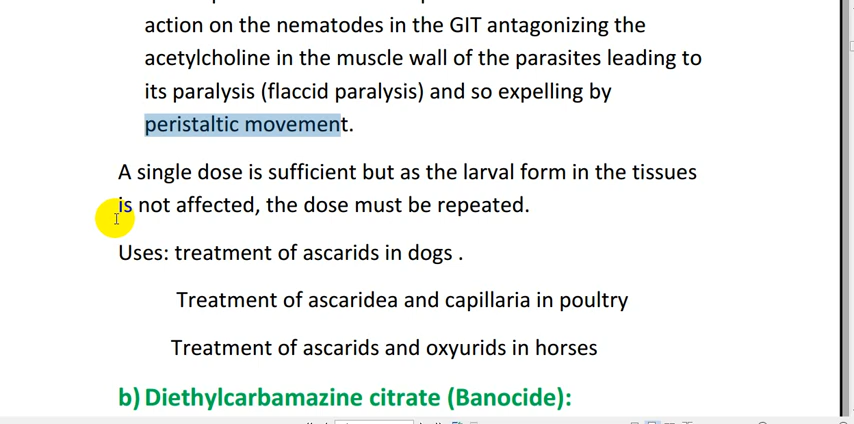 action on the nematodes in the GIT antagonizing the
acetylcholine in the muscle wall of the parasites leading to
its paralysis (flaccid paralysis) and so expelling by
peristaltic movement.
A single dose is sufficient but as the larval form in the tissues
is not affected, the dose must be repeated.
Uses: treatment of ascarids in dogs .
Treatment of ascaridea and capillaria in poultry
Treatment of ascarids and oxyurids in horses
b) Diethylcarbamazine citrate (Banocide):